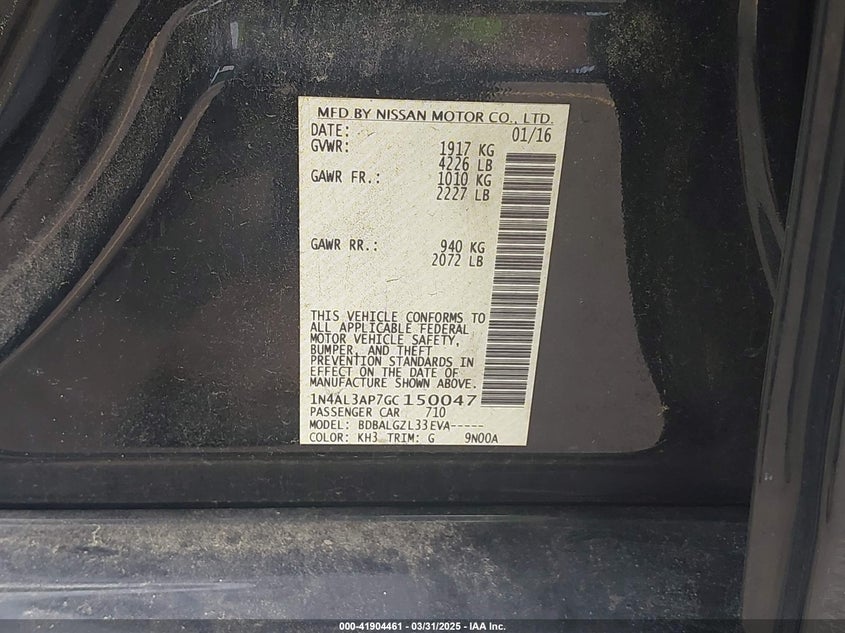 MFD BY NISSAN MOTOR CO., LTD.
DATE: 01/16
GVWR: 1917 KG
4226 LB
GAWR FR.: 1010 KG
2227 LB
GAWR RR.: 940 KG
2072 LB
THIS VEHICLE CONFORMS TO
ALL APPLICABLE FEDERAL
MOTOR VEHICLE SAFETY,
BUMPER, AND THEFT
PREVENTION STANDARDS IN
EFFECT ON THE DATE OF
MANUFACTURE SHOWN ABOVE.
1N4AL3AP7GC150047
PASSENGER CAR 710
MODEL: BDBALGZL33EVA-----
COLOR: KH3 TRIM: G 9N00A
000-41904461 - 03/31/2025 - IAA Inc.